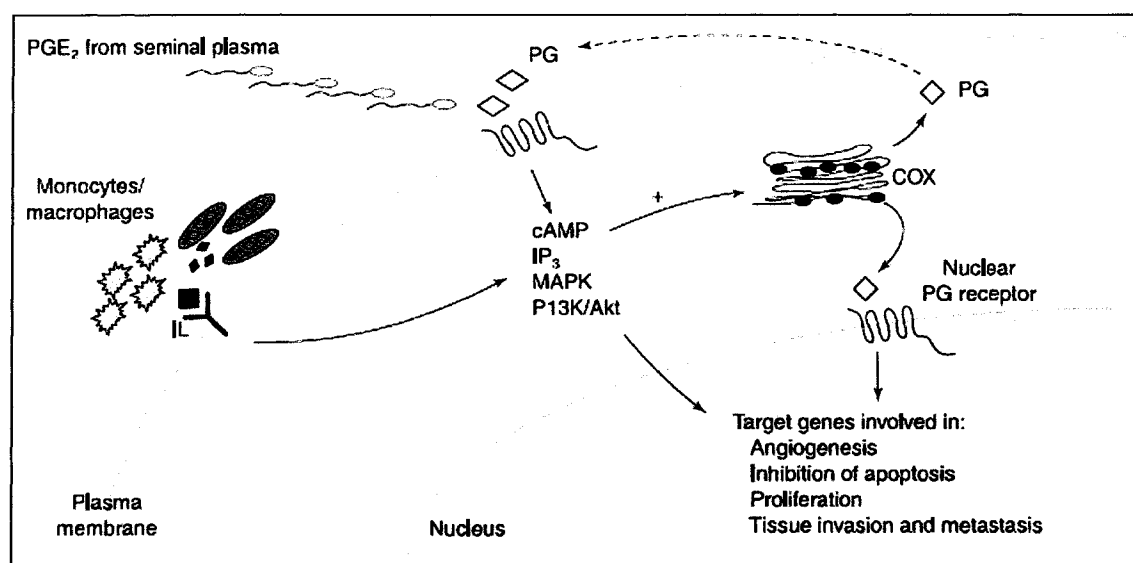 PGE₂ from seminal plasma
PG
PG
Monocytes/
macrophages
COX
+
cAMP
IP₃
MAPK
P13K/Akt
IL
Nuclear
PG receptor
Target genes involved in:
Angiogenesis
Inhibition of apoptosis
Proliferation
Tissue invasion and metastasis
Plasma
membrane
Nucleus